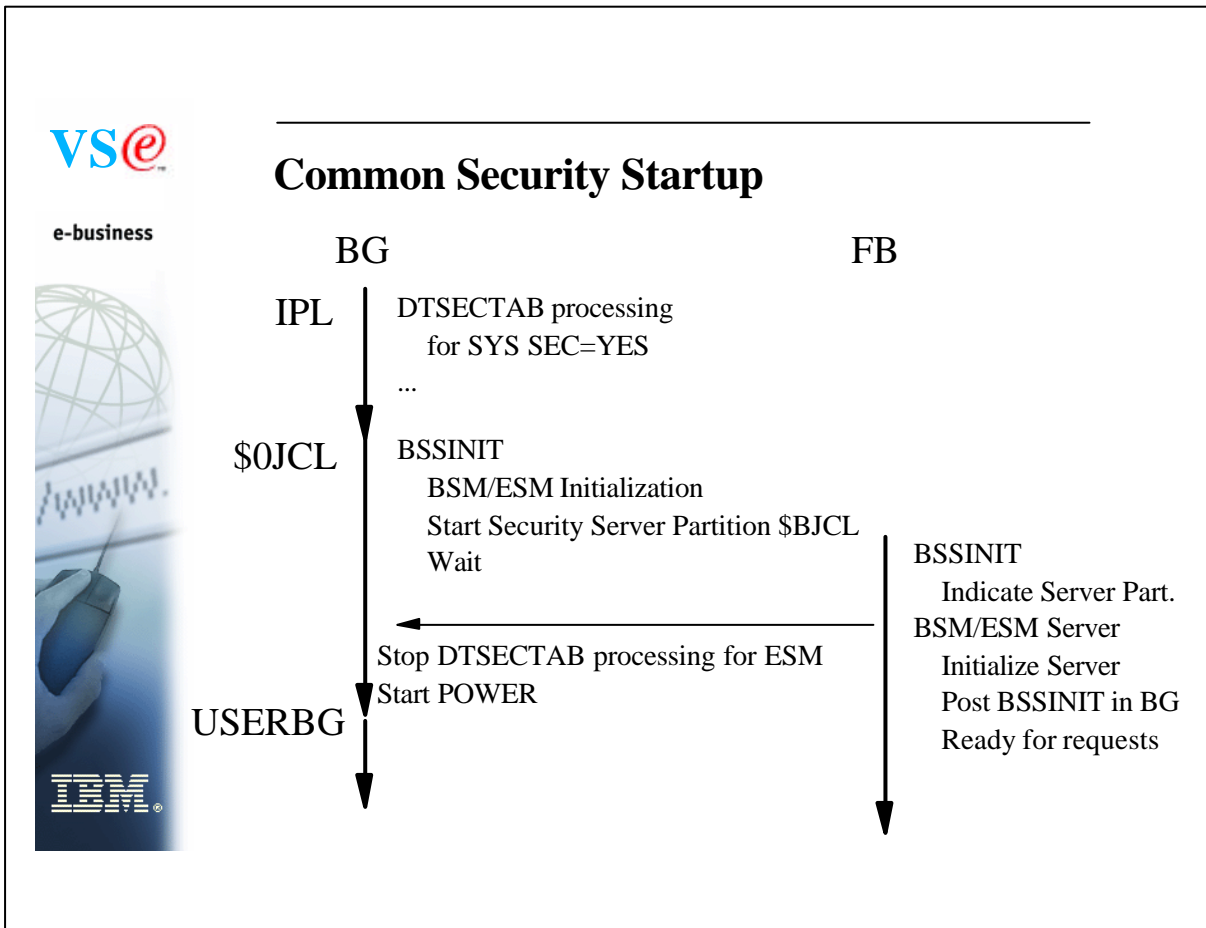 VSe
e-business
Common Security Startup
BG
FB
IPL
DTSECTAB processing
for SYS SEC=YES
...
$0JCL
BSSINIT
BSM/ESM Initialization
Start Security Server Partition $BJCL
Wait
BSSINIT
Indicate Server Part.
BSM/ESM Server
Initialize Server
Post BSSINIT in BG
Ready for requests
Stop DTSECTAB processing for ESM
Start POWER
USERBG
IBM